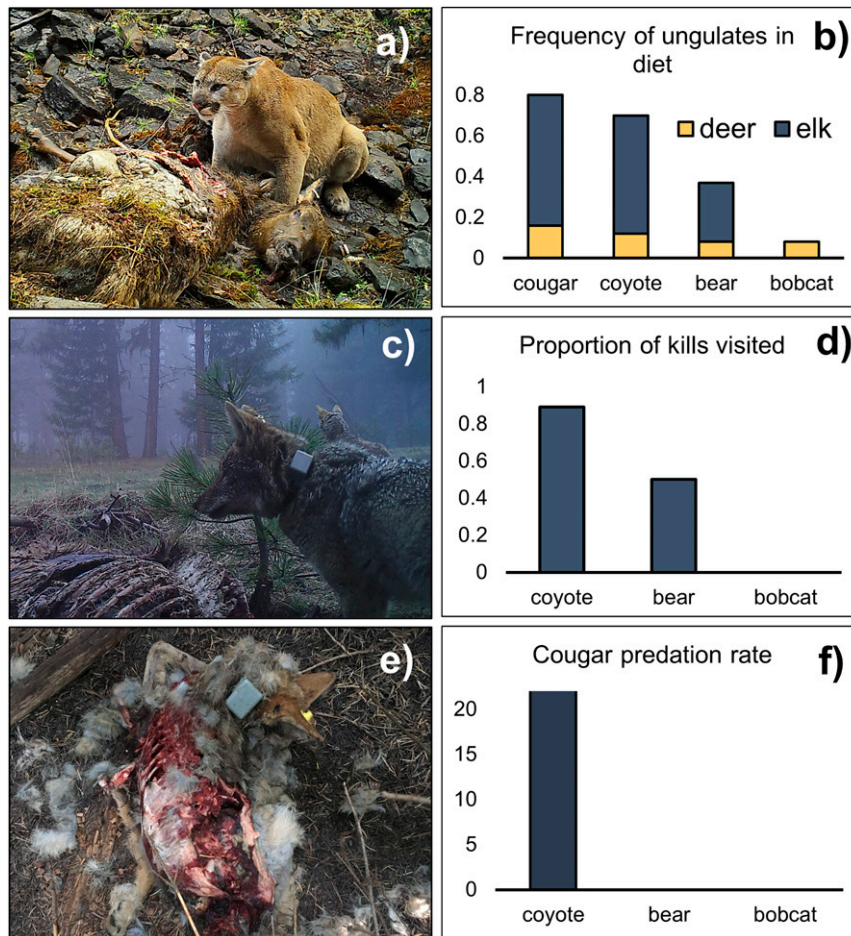 a)
b)
Frequency of ungulates in
diet
0.8
0.6
0.4
0.2
0
deer elk
cougar coyote bear bobcat
c)
d)
Proportion of kills visited
1
0.8
0.6
0.4
0.2
0
coyote bear bobcat
e)
f)
Cougar predation rate
20
15
10
5
0
coyote bear bobcat